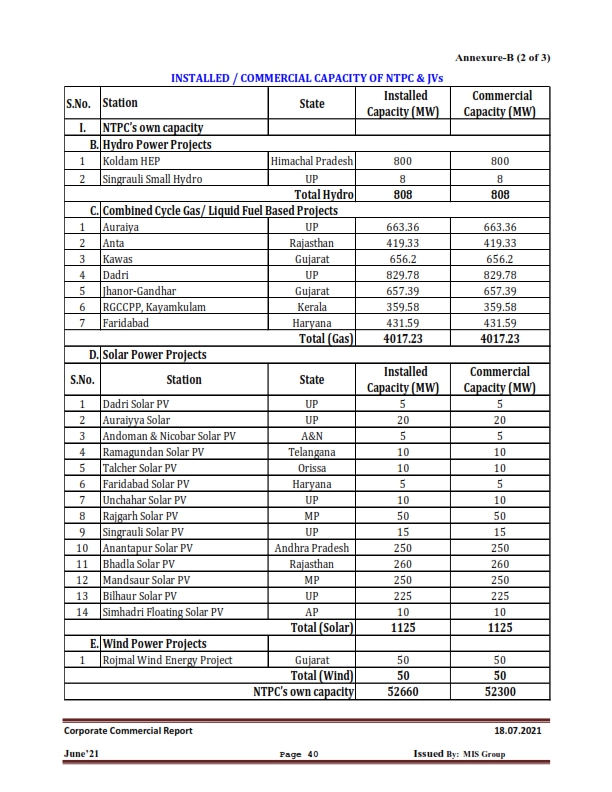 Annexure-B (2 of 3)
INSTALLED / COMMERCIAL CAPACITY OF NTPC & JVs
S.No. Station State Installed Capacity (MW) Commercial Capacity (MW)
I. NTPC's own capacity
B. Hydro Power Projects
1 Koldam HEP Himachal Pradesh 800 800
2 Singrauli Small Hydro UP 8 8
Total Hydro 808 808
C. Combined Cycle Gas/ Liquid Fuel Based Projects
1 Auraiya UP 663.36 663.36
2 Anta Rajasthan 419.33 419.33
3 Kawas Gujarat 656.2 656.2
4 Dadri UP 829.78 829.78
5 Jhanor-Gandhar Gujarat 657.39 657.39
6 RGCCPP, Kayamkulam Kerala 359.58 359.58
7 Faridabad Haryana 431.59 431.59
Total (Gas) 4017.23 4017.23
D. Solar Power Projects
S.No. Station State Installed Capacity (MW) Commercial Capacity (MW)
1 Dadri Solar PV UP 5 5
2 Auraiyya Solar UP 20 20
3 Andoman & Nicobar Solar PV A&N 5 5
4 Ramagundan Solar PV Telangana 10 10
5 Talcher Solar PV Orissa 10 10
6 Faridabad Solar PV Haryana 5 5
7 Unchahar Solar PV UP 10 10
8 Rajgarh Solar PV MP 50 50
9 Singrauli Solar PV UP 15 15
10 Anantapur Solar PV Andhra Pradesh 250 250
11 Bhadla Solar PV Rajasthan 260 260
12 Mandsaur Solar PV MP 250 250
13 Bilhaur Solar PV UP 225 225
14 Simhadri Floating Solar PV AP 10 10
Total (Solar) 1125 1125
E. Wind Power Projects
1 Rojmal Wind Energy Project Gujarat 50 50
Total (Wind) 50 50
NTPC's own capacity 52660 52300
Corporate Commercial Report 18.07.2021
June'21 Page 40 Issued By: MIS Group